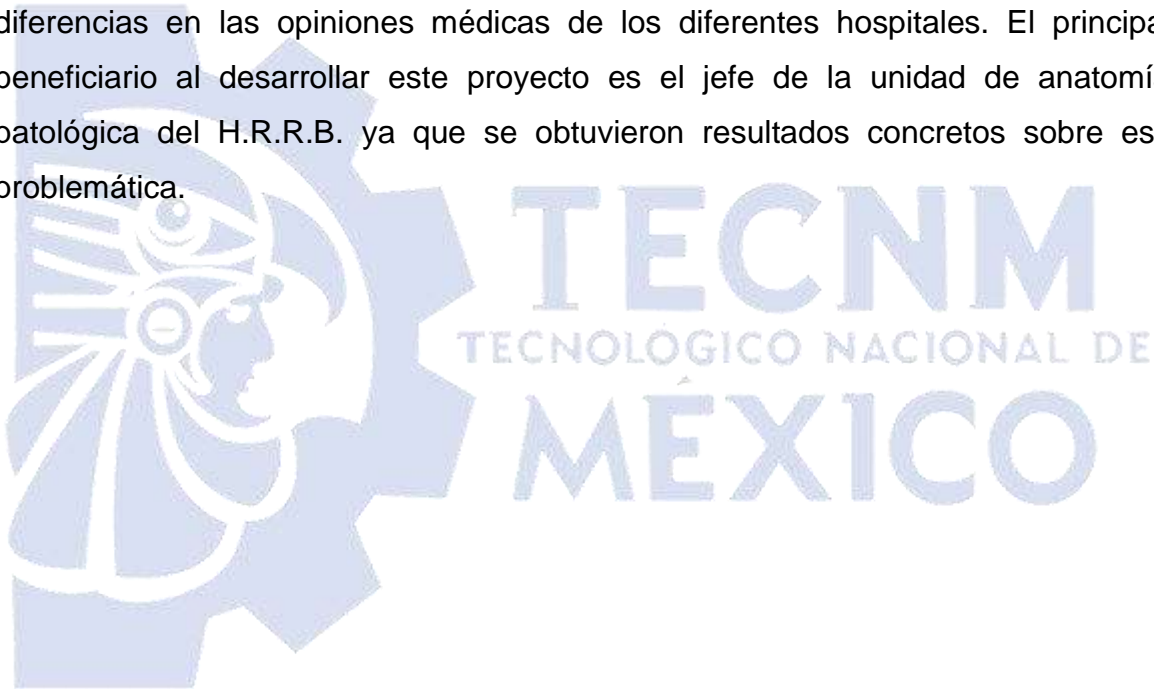 diferencias en las opiniones médicas de los diferentes hospitales. El principa
beneficiario al desarrollar este proyecto es el jefe de la unidad de anatomí
patológica del H.R.R.B. ya que se obtuvieron resultados concretos sobre es
problemática.
TECNM
TECNOLÓGICO NACIONAL DE
MÉXICO